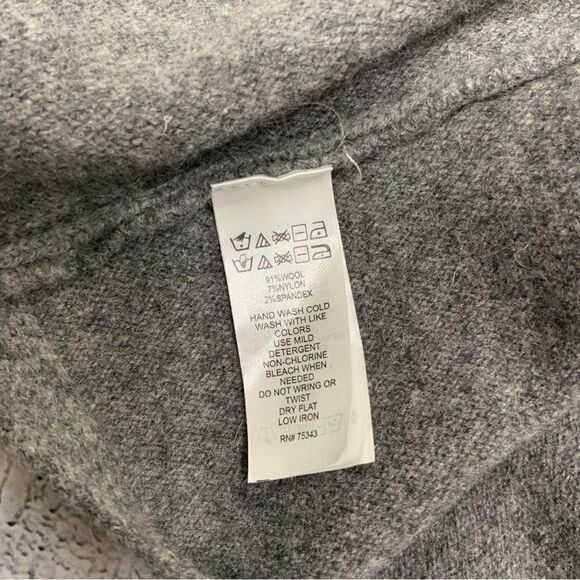 91%WOOL
7%NYLON
2%SPANDEX
HAND WASH COLD
WASH WITH LIKE
COLORS
USE MILD
DETERGENT
NON-CHLORINE
BLEACH WHEN
NEEDED
DO NOT WRING OR
TWIST
DRY FLAT
LOW IRON
RN# 75343